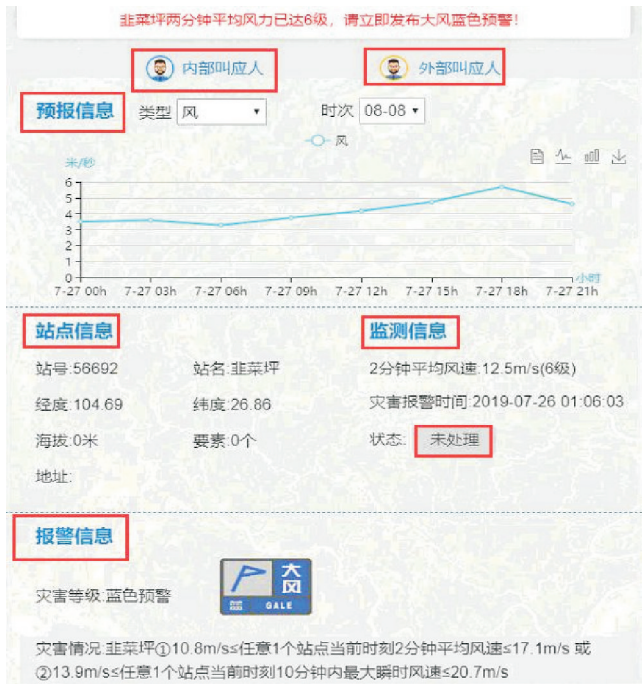 韭菜坪两分钟平均风力已达6级，请立即发布大风蓝色预警！
内部叫应人 外部叫应人
预报信息 类型 风 时次 08-08
风
米/秒
6
5
4
3
2
1
0
小时
7-27 00h 7-27 03h 7-27 06h 7-27 09h 7-27 12h 7-27 15h 7-27 18h 7-27 21h
站点信息 监测信息
站号:56692 站名:韭菜坪 2分钟平均风速:12.5m/s(6级)
经度:104.69 纬度:26.86 灾害报警时间:2019-07-26 01:06:03
海拔:0米 要素:0个 状态: 未处理
地址:
报警信息
灾害等级:蓝色预警 大风
GALE
灾害情况:韭菜坪①10.8m/s≤任意1个站点当前时刻2分钟平均风速≤17.1m/s 或
②13.9m/s≤任意1个站点当前时刻10分钟内最大瞬时风速≤20.7m/s